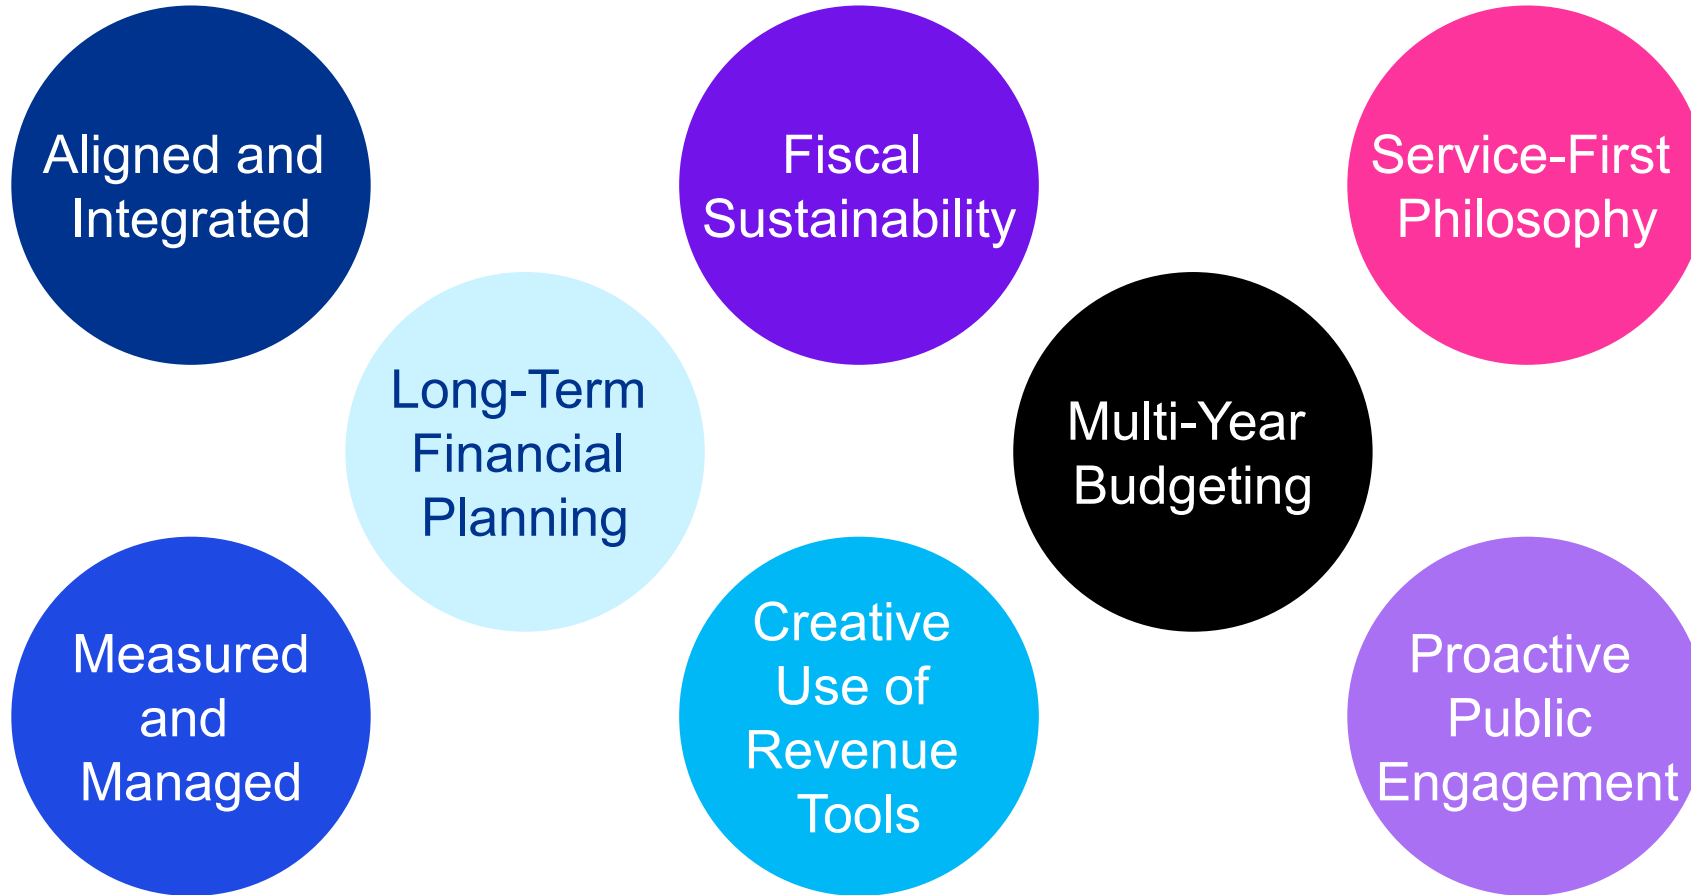 Aligned and
Integrated
Fiscal
Sustainability
Service-First
Philosophy
Long-Term
Financial
Planning
Multi-Year
Budgeting
Measured
and
Managed
Creative
Use of
Revenue
Tools
Proactive
Public
Engagement